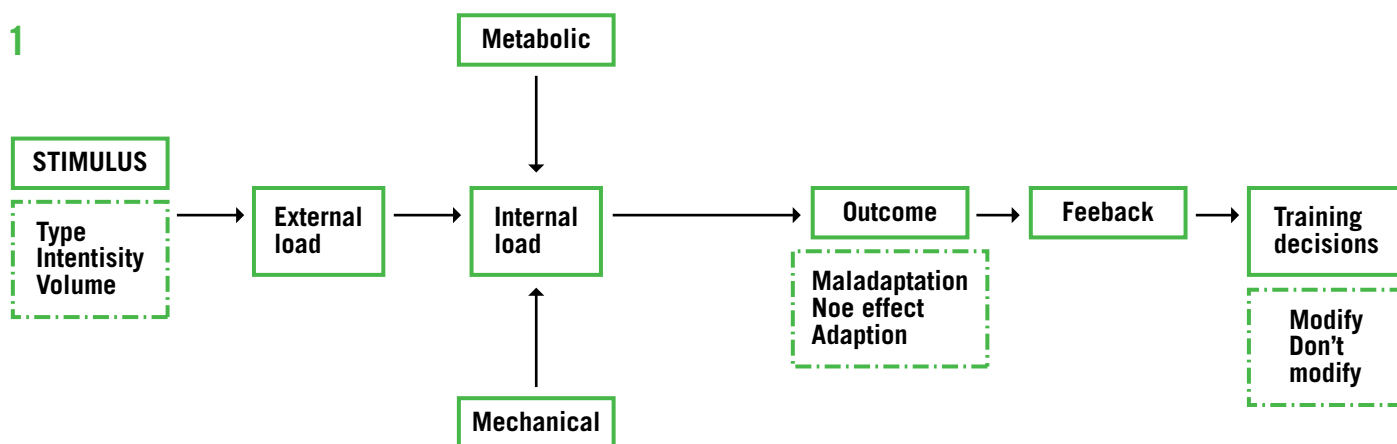 1
Metabolic
STIMULUS
Type
Intentisity
Volume
External
load
Internal
load
Mechanical
Outcome
Maladaptation
Noe effect
Adaption
Feeback
Training
decisions
Modify
Don't
modify